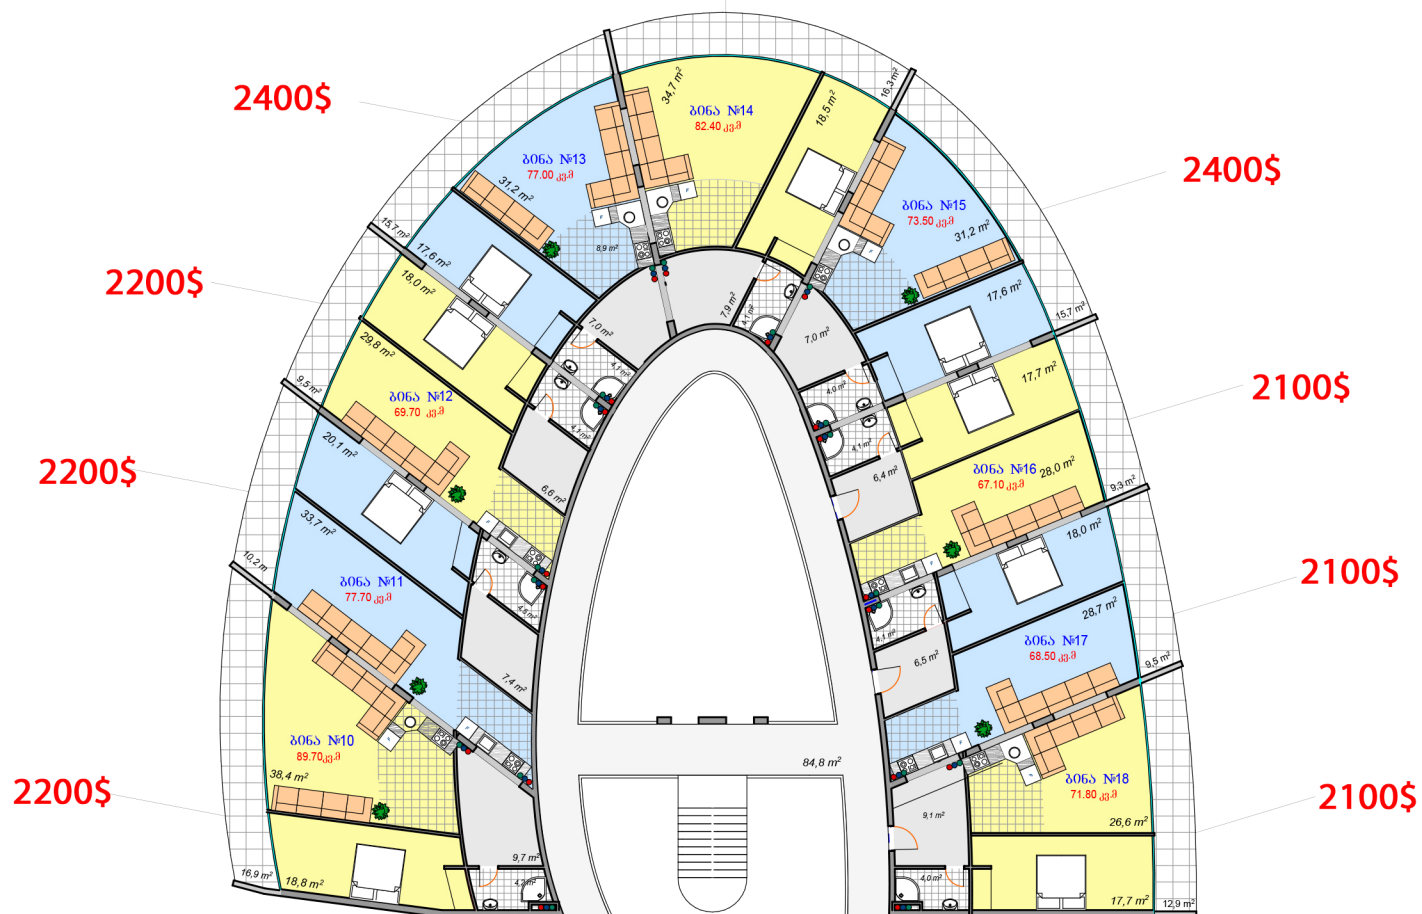 2400$
34,7 m²
ბინა №14
82.40 კვ.მ
18,5 m²
16,3 m²
ბინა №13
77.00 კვ.მ
31,2 m²
8,9 m²
2400$
ბინა №15
73.50 კვ.მ
31,2 m²
15,7 m²
17,6 m²
2200$
18,0 m²
29,8 m²
7,0 m²
4,1 m²
4,1 m²
7,9 m²
4,1 m²
7,0 m²
17,6 m²
15,7 m²
17,7 m²
2100$
4,0 m²
4,1 m²
6,4 m²
9,5 m²
ბინა №12
69.70 კვ.მ
6,6 m²
ბინა №16
67.10 კვ.მ
28,0 m²
9,3 m²
2200$
20,1 m²
33,7 m²
18,0 m²
2100$
10,2 m
ბინა №11
77.70 კვ.მ
4,5 m²
7,4 m²
4,1 m²
6,5 m²
28,7 m²
ბინა №17
68.50 კვ.მ
9,5 m²
ბინა №10
89.70კვ.მ
38,4 m²
2200$
84,8 m²
ბინა №18
71.80 კვ.მ
26,6 m²
2100$
9,1 m²
9,7 m²
4,2 m²
16,9 m²
18,8 m²
4,0 m²
17,7 m²
12,9 m²
F
F
F
F
F
F
F
F
F